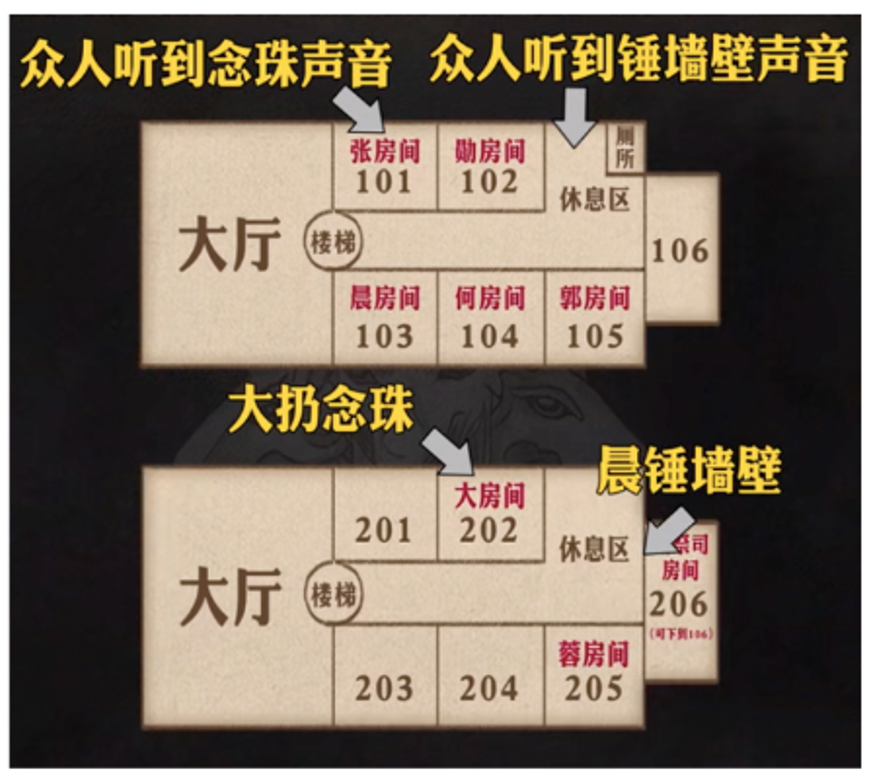 众人听到念珠声音 众人听到锤墙壁声音
张房间 勋房间 厕所
101 102
休息区
大厅 楼梯 106
晨房间 何房间 郭房间
103 104 105
大扔念珠
晨锤墙壁
大房间
201 202
休息区
祭司
房间
206
(可下到106)
大厅 楼梯
蓉房间
203 204 205